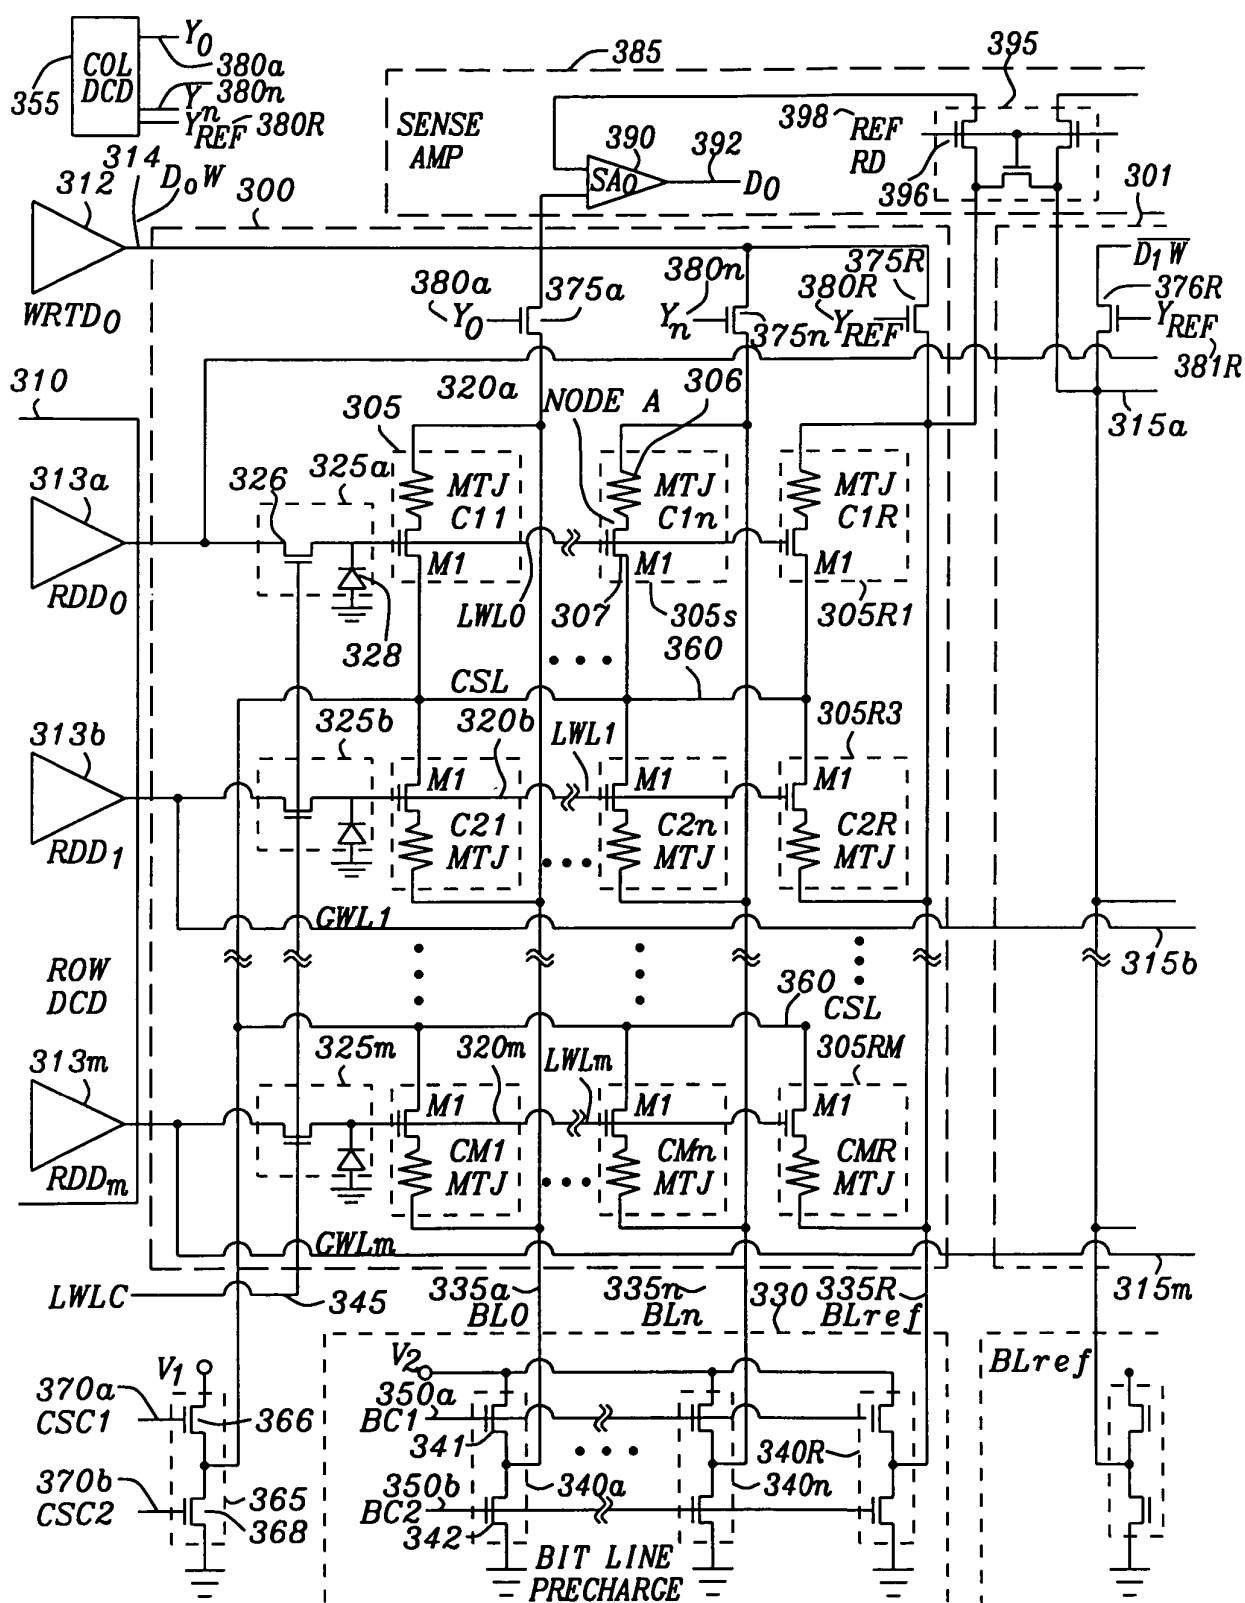 COL DCD
355
Y0
380a
380n
Yn
YREF 380R
385
395
SENSE AMP
390
392
SA0
D0
398 REF RD
396
301
312
314
D0W
300
WRTD0
D1W
375R
376R
380a
Y0
375a
380n
Yn
375n
380R
YREF
YREF
381R
310
320a
305
NODE A
306
315a
313a
326
325a
MTJ C11
MTJ C1n
MTJ C1R
M1
M1
M1
RDD0
328
LWL0
307
305s
305R1
CSL
360
313b
325b
320b
LWL1
305R3
M1
M1
M1
C21 MTJ
C2n MTJ
C2R MTJ
RDD1
GWL1
315b
ROW DCD
360
CSL
313m
325m
320m
LWLm
305RM
M1
M1
M1
CM1 MTJ
CMn MTJ
CMR MTJ
RDDm
GWLm
315m
LWLC
345
335a
BL0
335n
BLn
330
335R
BLref
BLref
V1
V2
370a
CSC1
366
350a
BC1
341
340R
370b
CSC2
365
368
350b
BC2
342
340a
340n
BIT LINE PRECHARGE